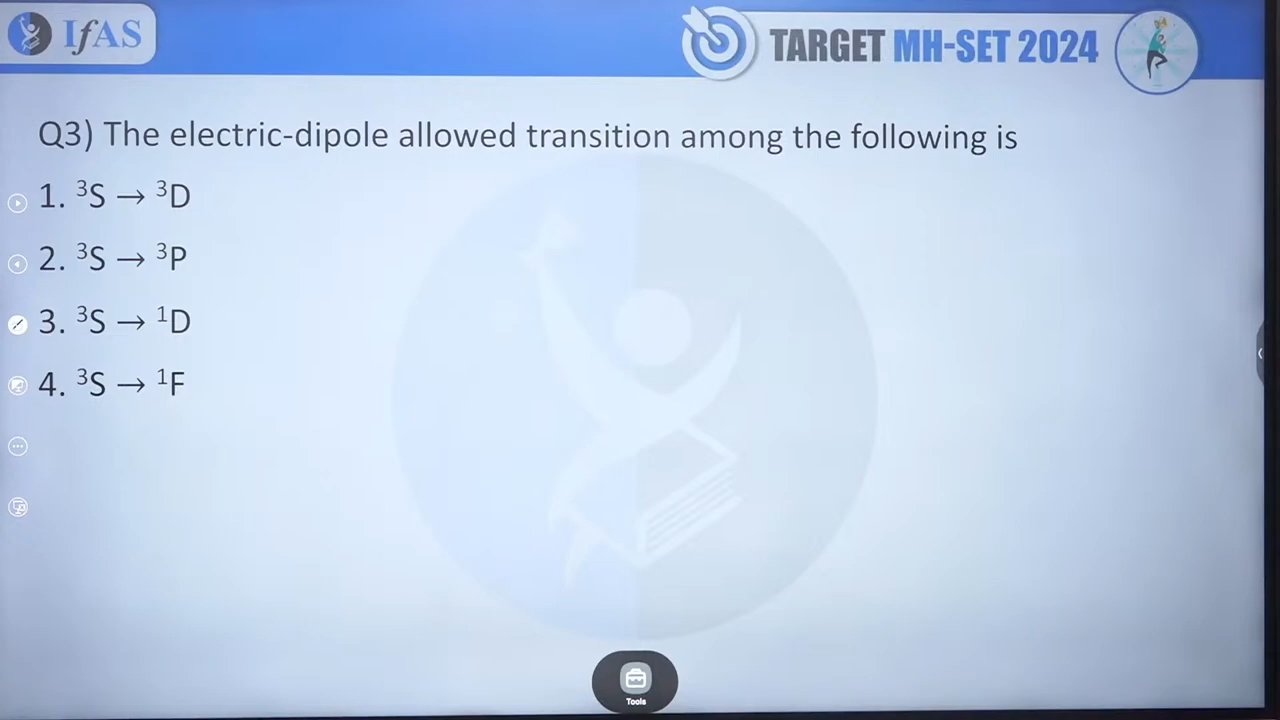 IfAS
TARGET MH-SET 2024
Q3) The electric-dipole allowed transition among the following is
1. ³S → ³D
2. ³S → ³P
3. ³S → ¹D
4. ³S → ¹F
Tools